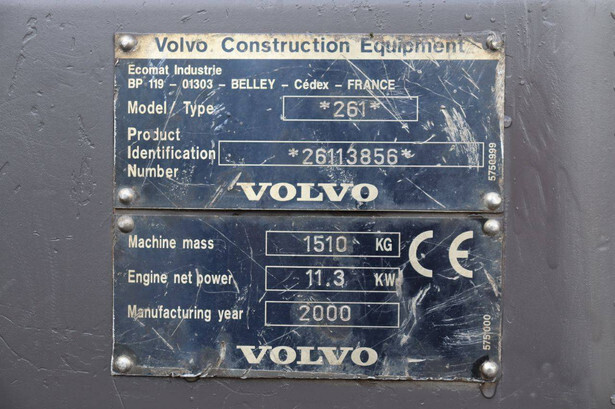 Volvo Construction Equipment
Ecomat Industrie
BP 119 - 01303 - BELLEY - Cédex - FRANCE
Model Type *261*
Product
Identification *26113856*
Number
VOLVO
5750999
Machine mass 1510 KG
CE
Engine net power 11.3 KW
Manufacturing year 2000
VOLVO
5751000